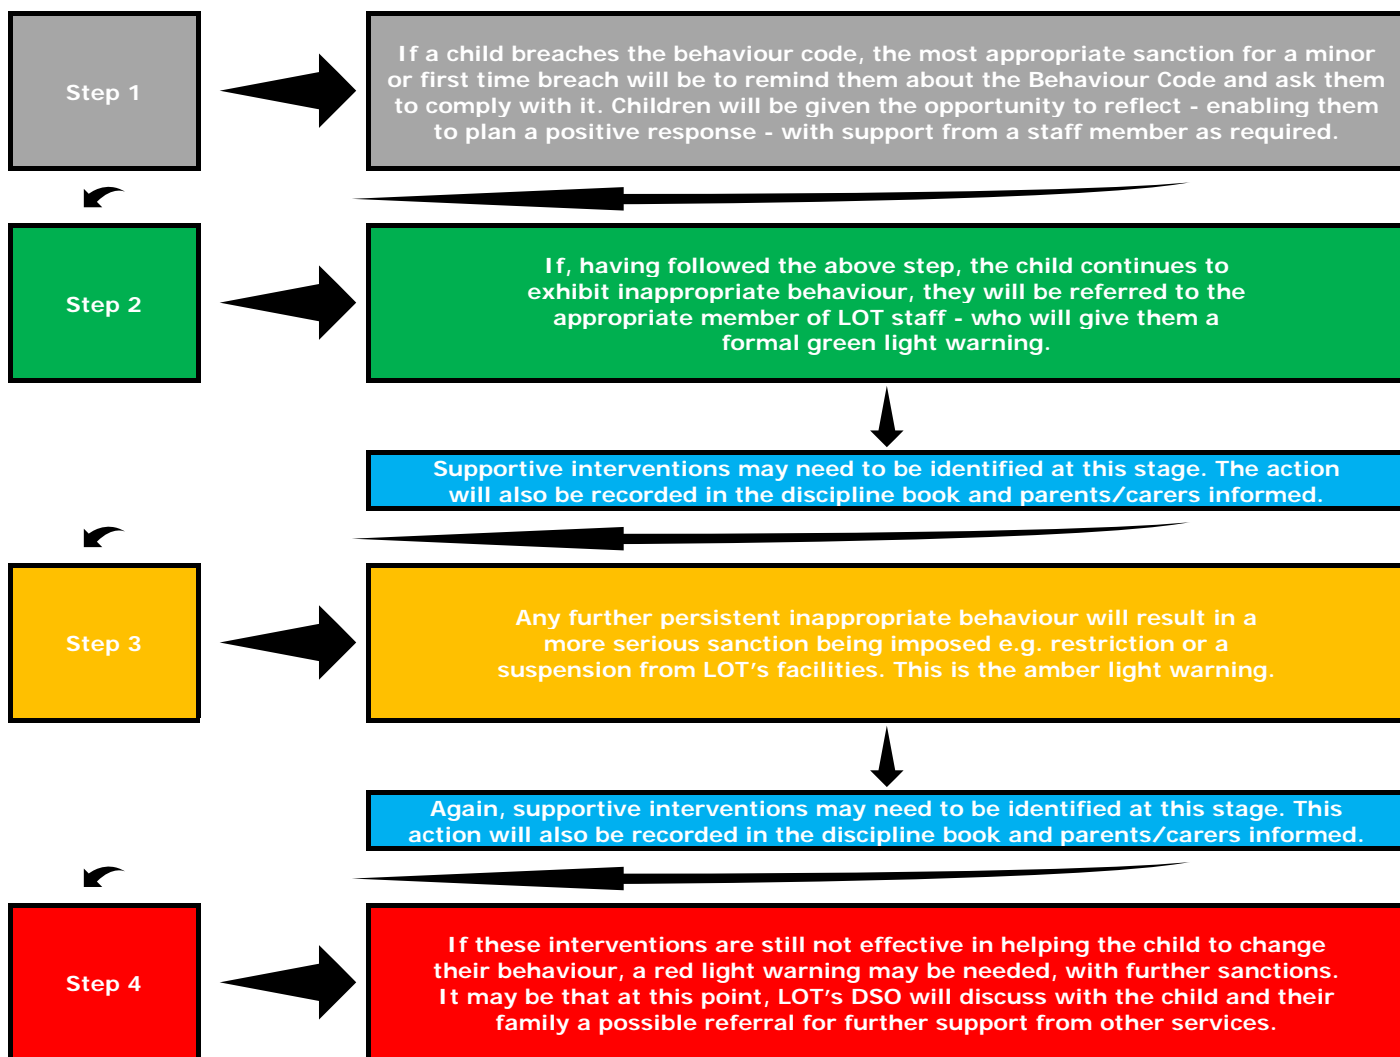 Step 1
If a child breaches the behaviour code, the most appropriate sanction for a minor
or first time breach will be to remind them about the Behaviour Code and ask them
to comply with it. Children will be given the opportunity to reflect - enabling them
to plan a positive response - with support from a staff member as required.
Step 2
If, having followed the above step, the child continues to
exhibit inappropriate behaviour, they will be referred to the
appropriate member of LOT staff - who will give them a
formal green light warning.
Supportive interventions may need to be identified at this stage. The action
will also be recorded in the discipline book and parents/carers informed.
Step 3
Any further persistent inappropriate behaviour will result in a
more serious sanction being imposed e.g. restriction or a
suspension from LOT's facilities. This is the amber light warning.
Again, supportive interventions may need to be identified at this stage. This
action will also be recorded in the discipline book and parents/carers informed.
Step 4
If these interventions are still not effective in helping the child to change
their behaviour, a red light warning may be needed, with further sanctions.
It may be that at this point, LOT's DSO will discuss with the child and their
family a possible referral for further support from other services.